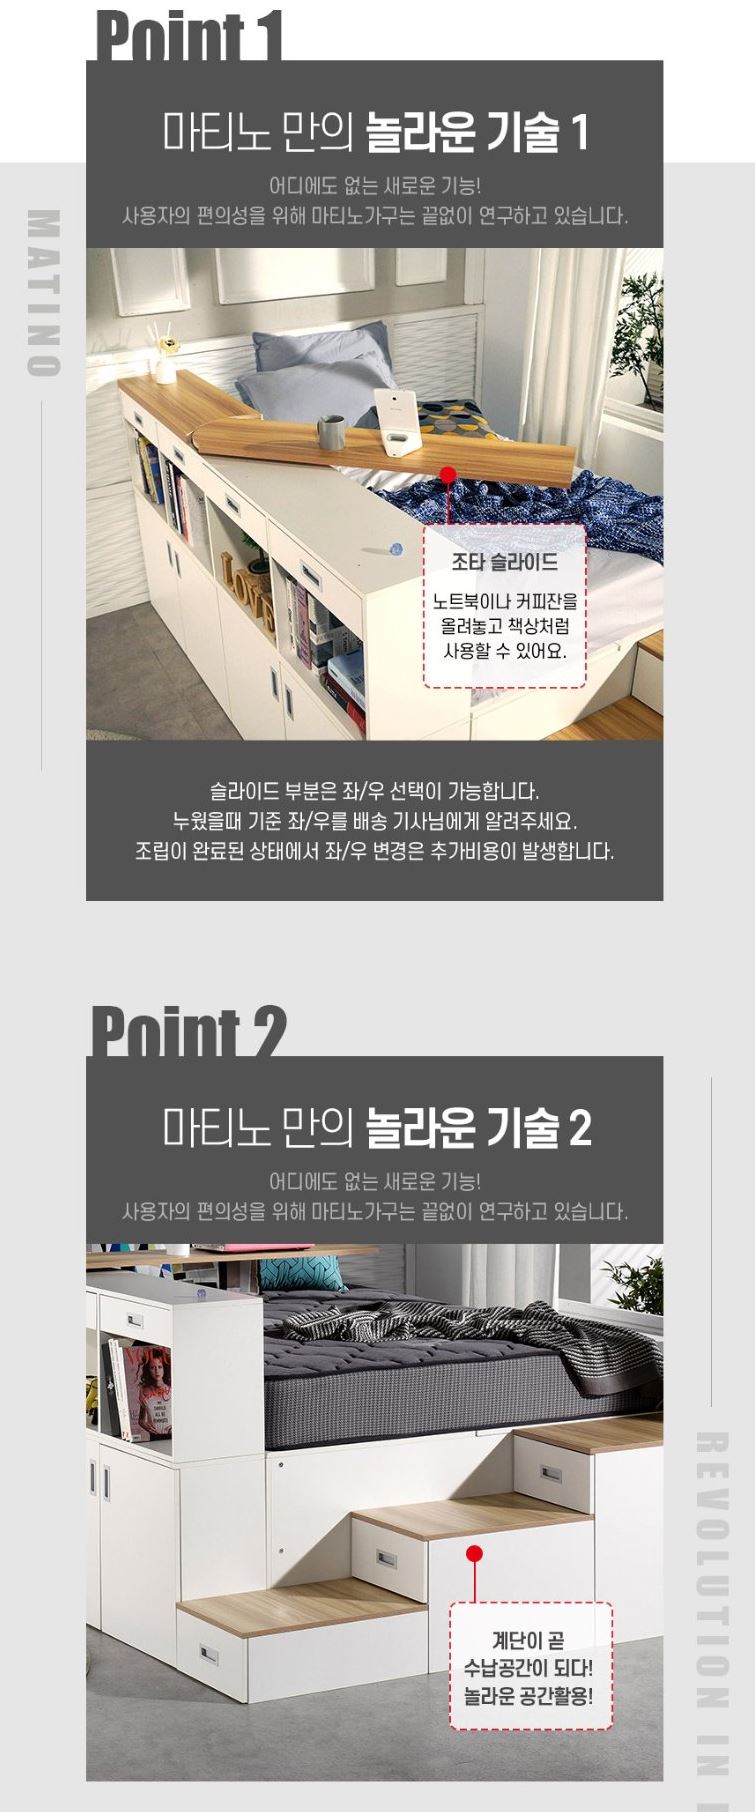 Point 1
마티노 만의 놀라운 기술 1
어디에도 없는 새로운 기능!
사용자의 편의성을 위해 마티노가구는 끝없이 연구하고 있습니다.
MATINO
LOVE
조타 슬라이드
노트북이나 커피잔을
올려놓고 책상처럼
사용할 수 있어요.
슬라이드 부분은 좌/우 선택이 가능합니다.
누웠을때 기준 좌/우를 배송 기사님에게 알려주세요.
조립이 완료된 상태에서 좌/우 변경은 추가비용이 발생합니다.
Point 2
마티노 만의 놀라운 기술 2
어디에도 없는 새로운 기능!
사용자의 편의성을 위해 마티노가구는 끝없이 연구하고 있습니다.
VOGUE
계단이 곧
수납공간이 되다!
놀라운 공간활용!
REVOLUTION IN